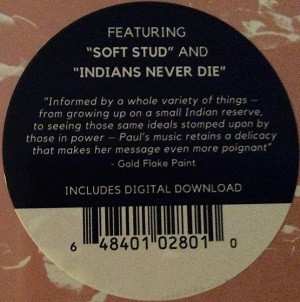 FEATURING
"SOFT STUD" AND
"INDIANS NEVER DIE"
"Informed by a whole variety of things –
from growing up on a small Indian reserve,
to seeing those same ideals stomped upon by
those in power – Paul's music retains a delicacy
that makes her message even more poignant"
- Gold Flake Paint
INCLUDES DIGITAL DOWNLOAD
6 48401 02801 0